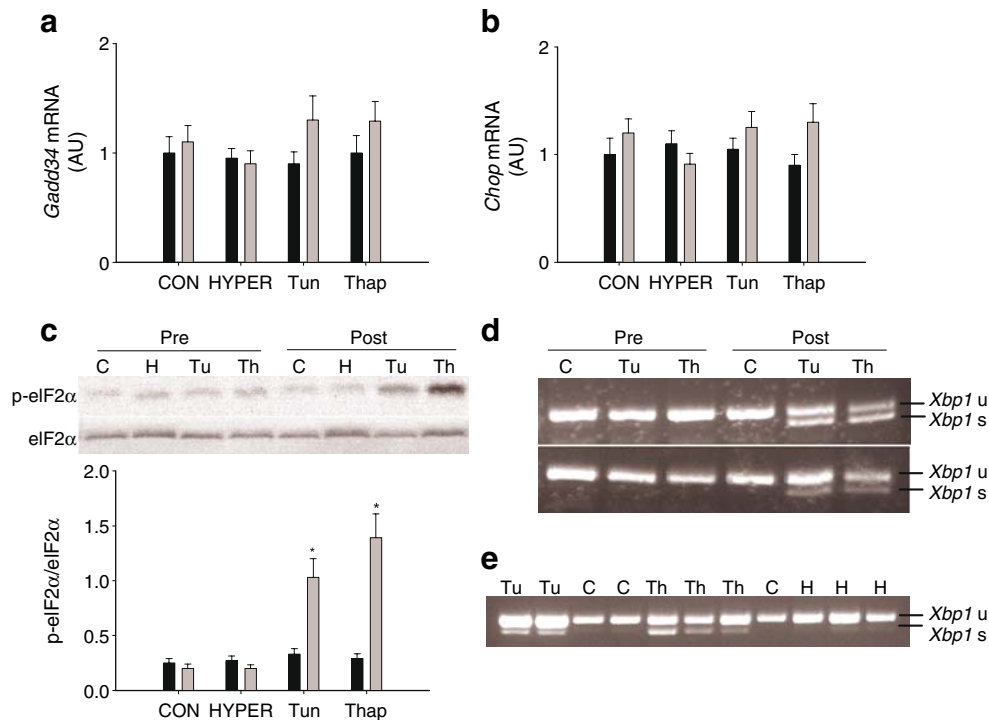 a
2
1
0
Gadd34 mRNA
(AU)
CON HYPER Tun Thap
b
2
1
0
Chop mRNA
(AU)
CON HYPER Tun Thap
c
Pre Post
C H Tu Th C H Tu Th
p-eIF2α
eIF2α
2.0
1.5
1.0
0.5
0.0
p-eIF2α/eIF2α
* *
CON HYPER Tun Thap
d
Pre Post
C Tu Th C Tu Th
Xbp1 u
Xbp1 s
Xbp1 u
Xbp1 s
e
Tu Tu C C Th Th Th C H H H
Xbp1 u
Xbp1 s